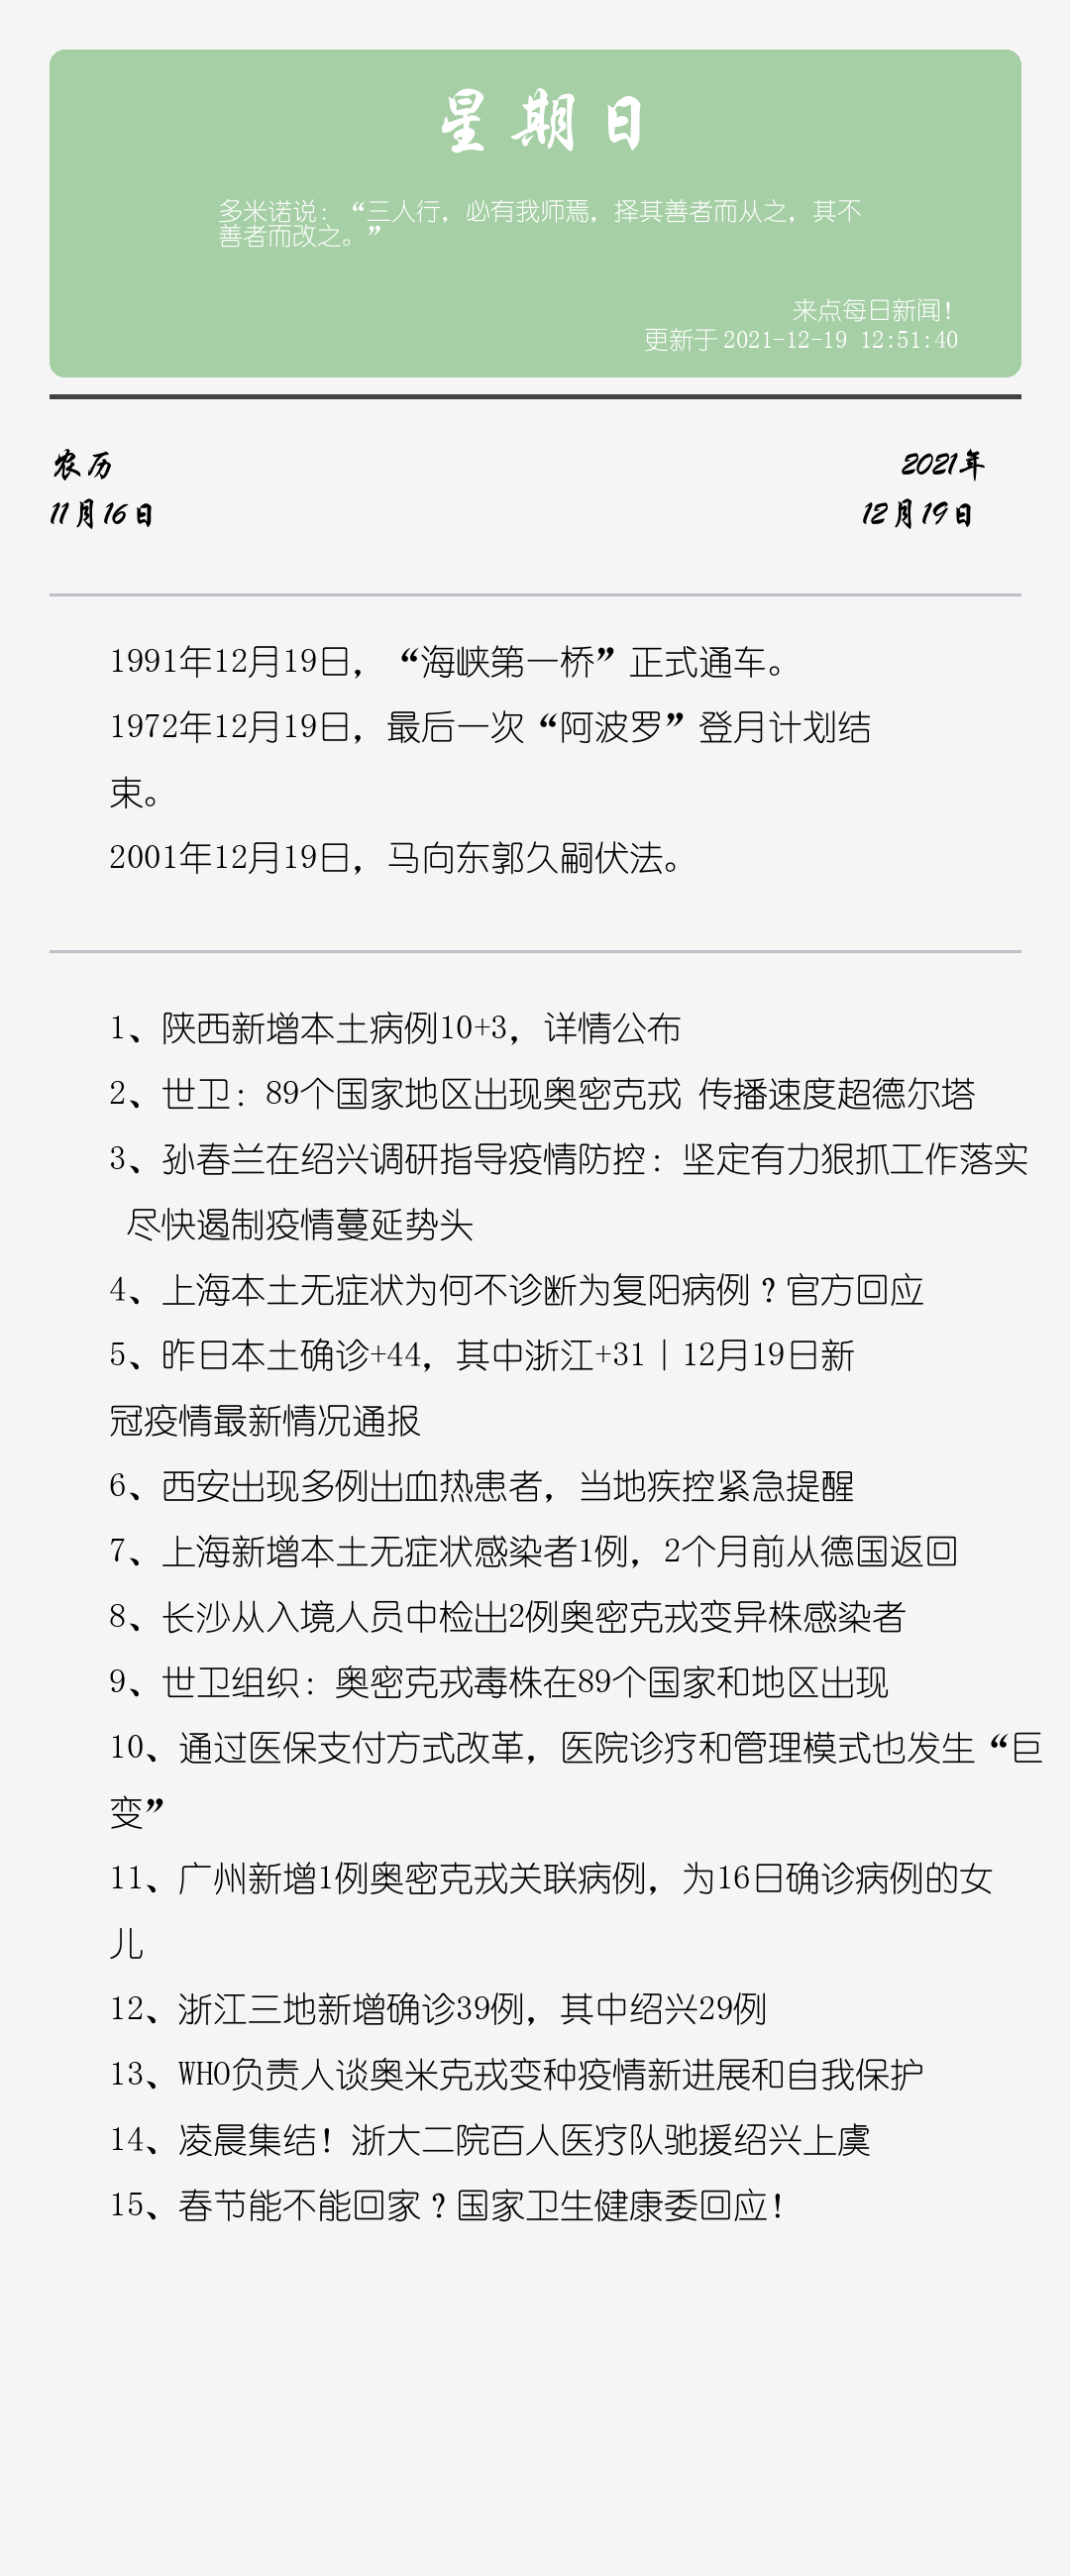 星期日
多米诺说：“三人行，必有我师焉，择其善者而从之，其不
善者而改之。”
来点每日新闻！
更新于 2021-12-19 12:51:40
农历
2021年
11月16日
12月19日
1991年12月19日，“海峡第一桥”正式通车。
1972年12月19日，最后一次“阿波罗”登月计划结
束。
2001年12月19日，马向东郭久嗣伏法。
1、陕西新增本土病例10+3，详情公布
2、世卫：89个国家地区出现奥密克戎 传播速度超德尔塔
3、孙春兰在绍兴调研指导疫情防控：坚定有力狠抓工作落实
尽快遏制疫情蔓延势头
4、上海本土无症状为何不诊断为复阳病例？官方回应
5、昨日本土确诊+44，其中浙江+31丨12月19日新
冠疫情最新情况通报
6、西安出现多例出血热患者，当地疾控紧急提醒
7、上海新增本土无症状感染者1例，2个月前从德国返回
8、长沙从入境人员中检出2例奥密克戎变异株感染者
9、世卫组织：奥密克戎毒株在89个国家和地区出现
10、通过医保支付方式改革，医院诊疗和管理模式也发生“巨
变”
11、广州新增1例奥密克戎关联病例，为16日确诊病例的女
儿
12、浙江三地新增确诊39例，其中绍兴29例
13、WHO负责人谈奥米克戎变种疫情新进展和自我保护
14、凌晨集结！浙大二院百人医疗队驰援绍兴上虞
15、春节能不能回家？国家卫生健康委回应！